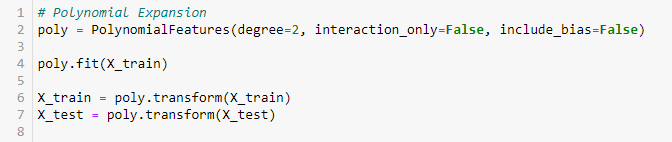 1 # Polynomial Expansion
2 poly = PolynomialFeatures(degree=2, interaction_only=False, include_bias=False)
3
4 poly.fit(X_train)
5
6 X_train = poly.transform(X_train)
7 X_test = poly.transform(X_test)
8